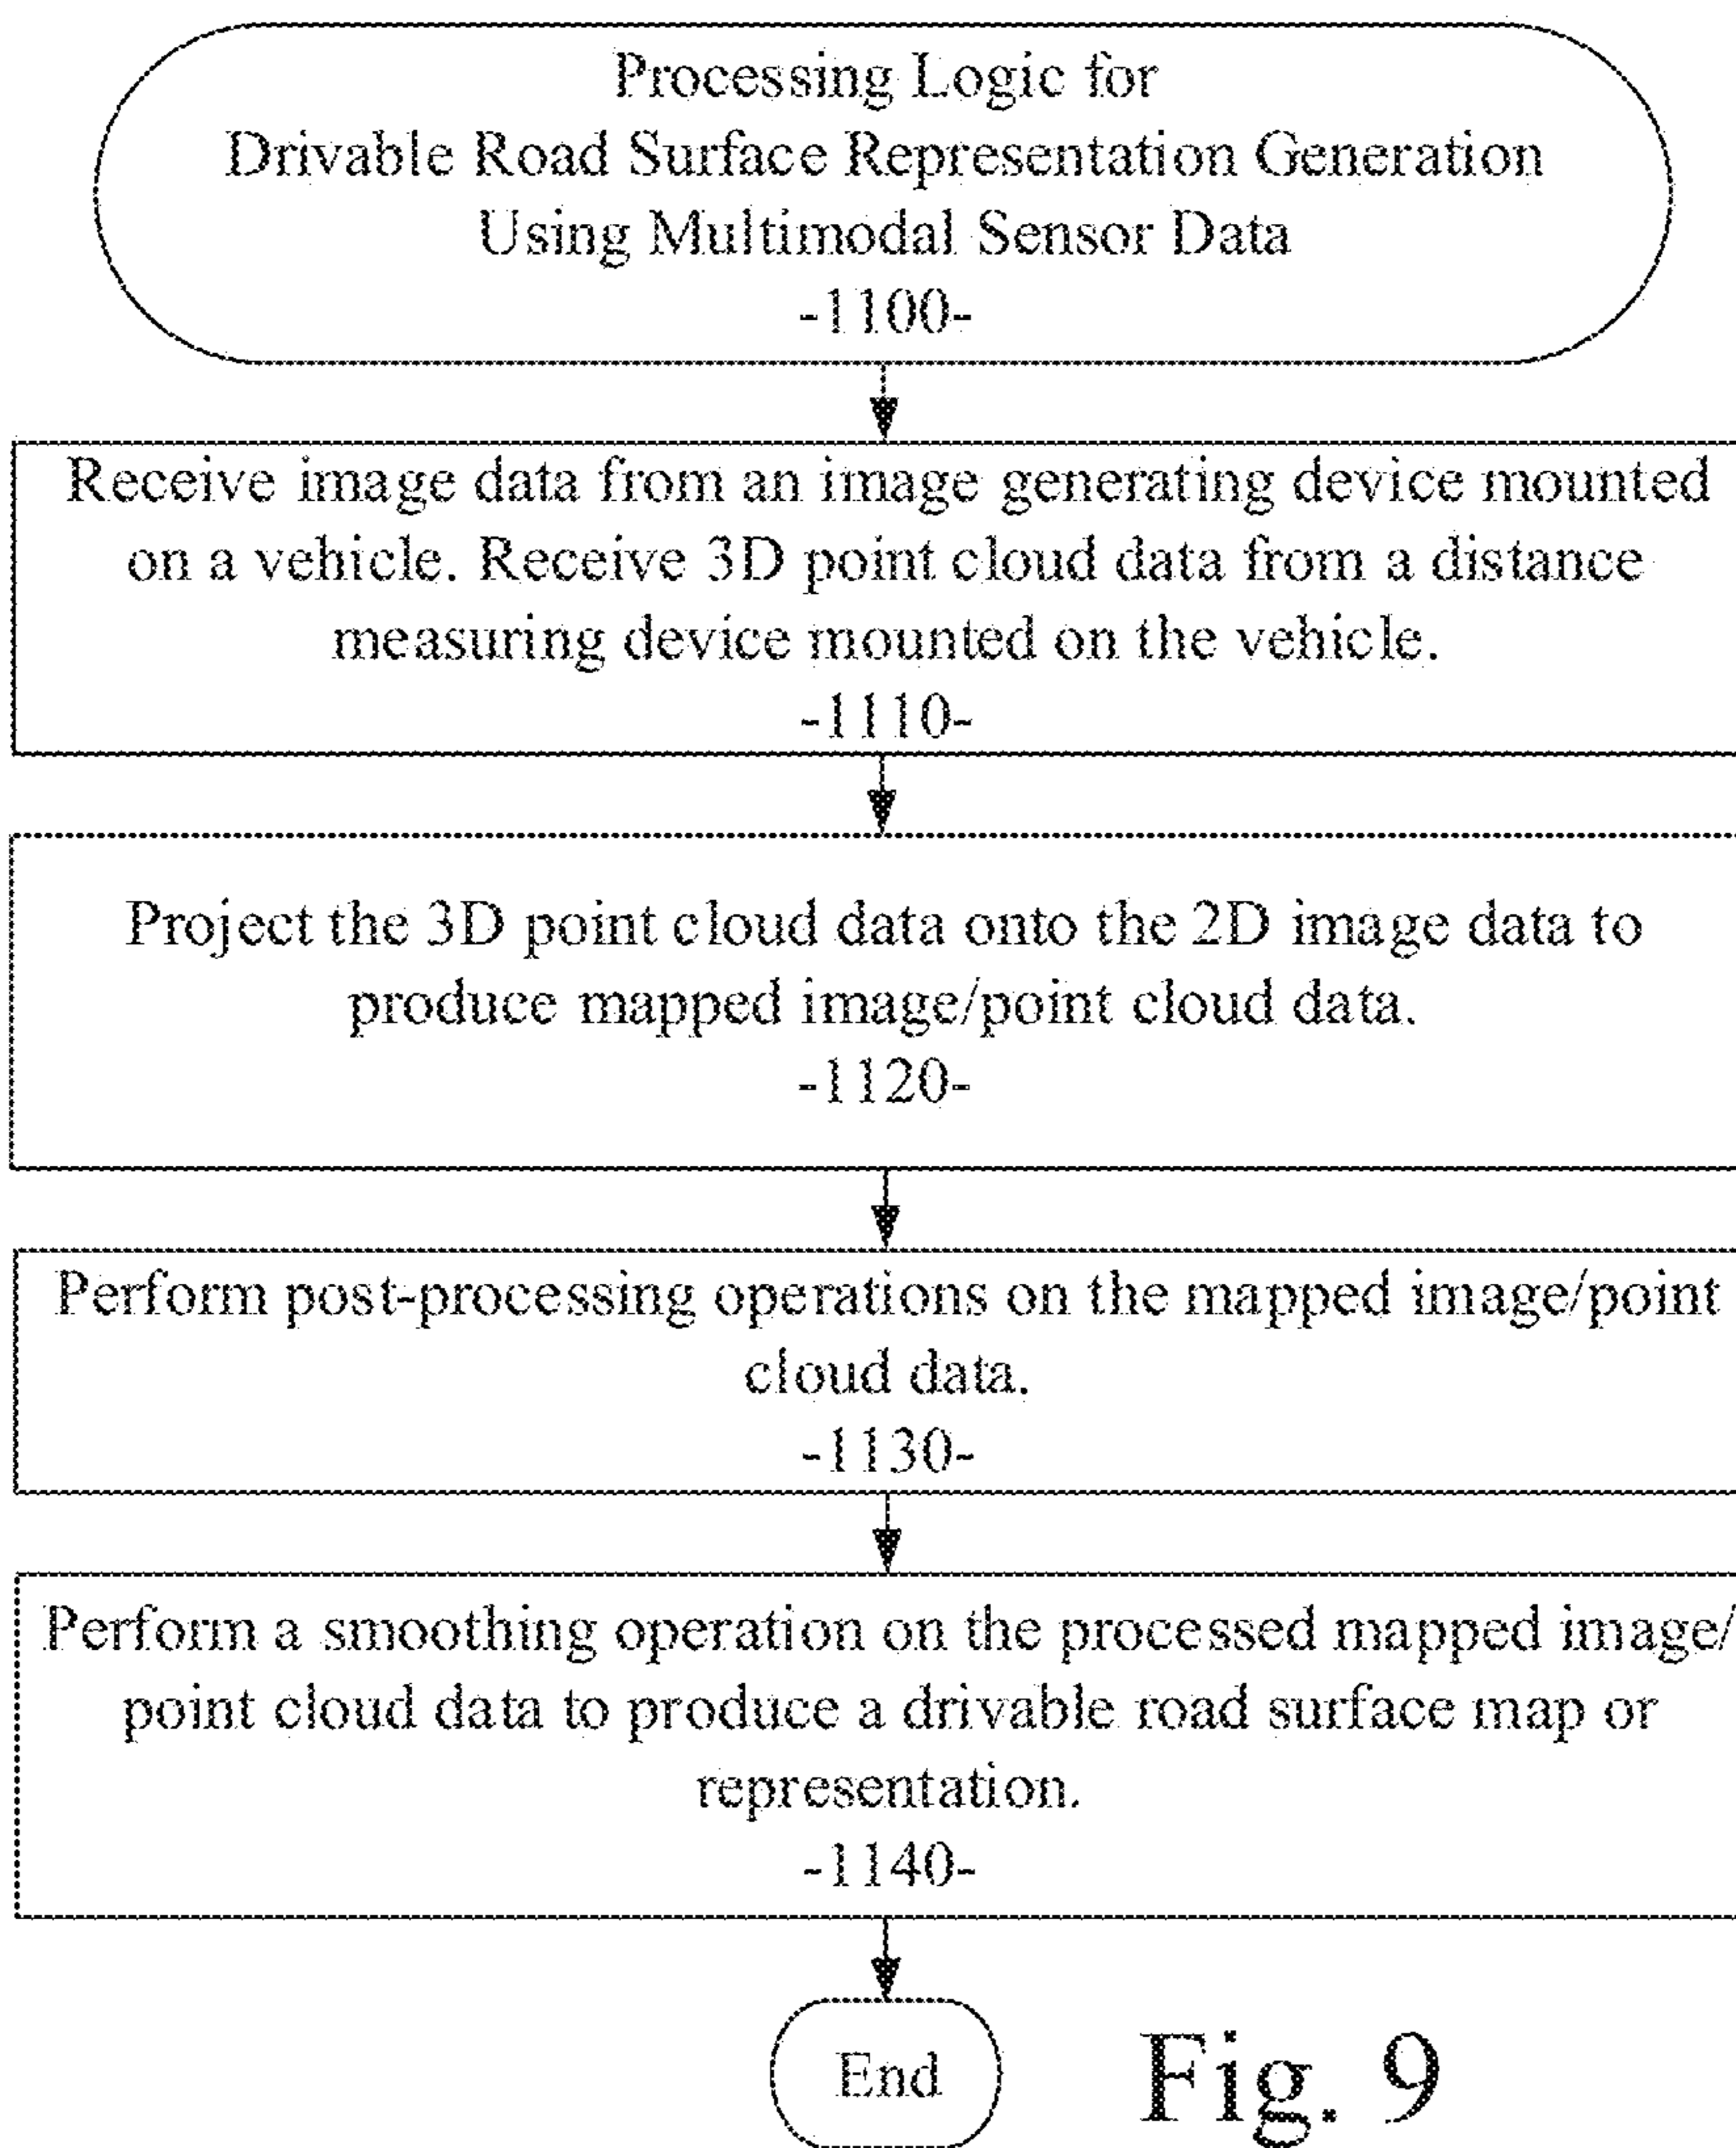 Processing Logic for
Drivable Road Surface Representation Generation
Using Multimodal Sensor Data
-1100-
Receive image data from an image generating device mounted
on a vehicle. Receive 3D point cloud data from a distance
measuring device mounted on the vehicle.
-1110-
Project the 3D point cloud data onto the 2D image data to
produce mapped image/point cloud data.
-1120-
Perform post-processing operations on the mapped image/point
cloud data.
-1130-
Perform a smoothing operation on the processed mapped image/
point cloud data to produce a drivable road surface map or
representation.
-1140-
End
Fig. 9